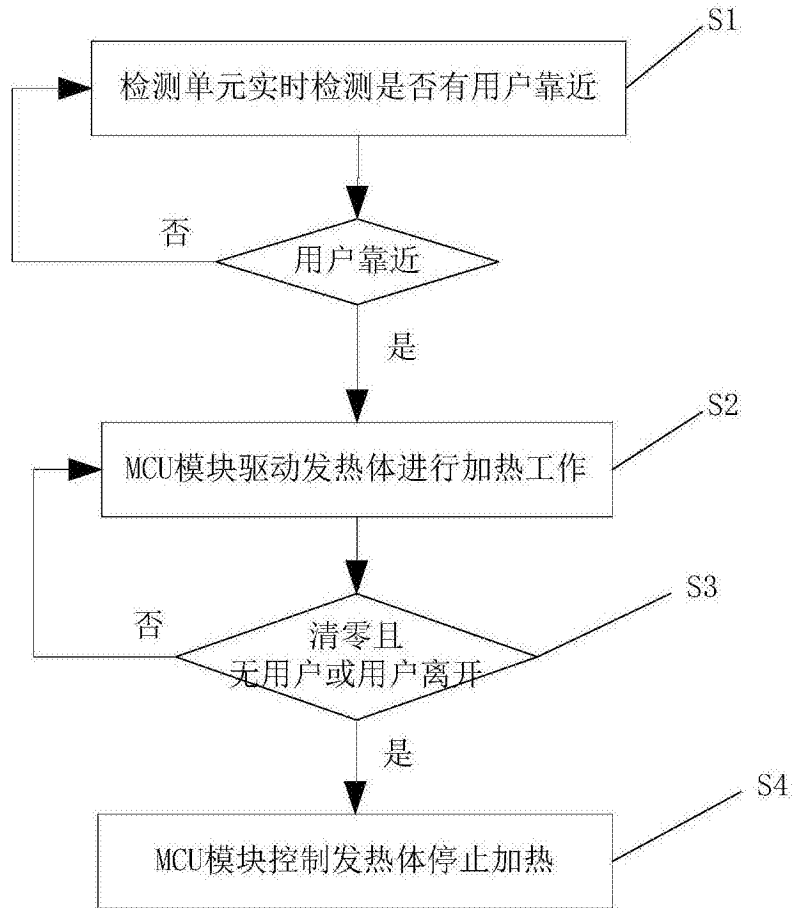 S1
检测单元实时检测是否有用户靠近
否
用户靠近
是
S2
MCU模块驱动发热体进行加热工作
S3
否
清零且
无用户或用户离开
是
S4
MCU模块控制发热体停止加热